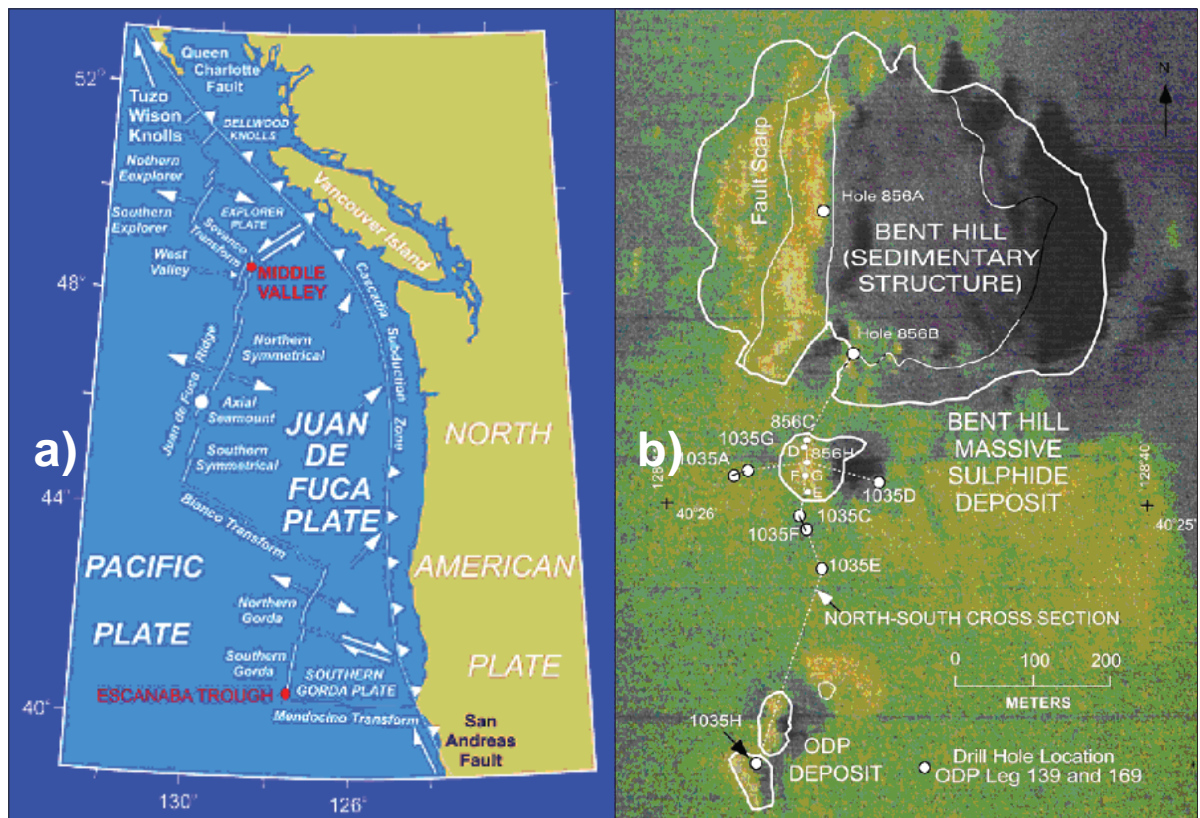 a)
52°
48°
44°
40°
130°
126°
Queen
Charlotte
Fault
Tuzo
Wison
Knolls
DELLWOOD
KNOLLS
Nothern
Eexplorer
Southern
Explorer
EXPLORER
PLATE
Sovanco
Transform
West
Valley
MIDDLE
VALLEY
Vancouver Island
Cascadia
Subduction
Zone
Northern
Symmetrical
Juan de Fuca Ridge
Axial
Seamount
Southern
Symmetrical
JUAN
DE
FUCA
PLATE
NORTH
AMERICAN
PLATE
Blanco Transform
PACIFIC
PLATE
Northern
Gorda
Southern
Gorda
SOUTHERN
GORDA PLATE
ESCANABA TROUGH
Mendocino Transform
San
Andreas
Fault
b)
N
Fault Scarp
Hole 856A
BENT HILL
(SEDIMENTARY
STRUCTURE)
Hole 856B
BENT HILL
MASSIVE
SULPHIDE
DEPOSIT
856C
1035G
D
856H
1035A
F
G
E
1035D
1035C
1035F
1035E
128°40'
40°26'
40°25'
NORTH-SOUTH CROSS SECTION
0 100 200
METERS
1035H
ODP
DEPOSIT
Drill Hole Location
ODP Leg 139 and 169